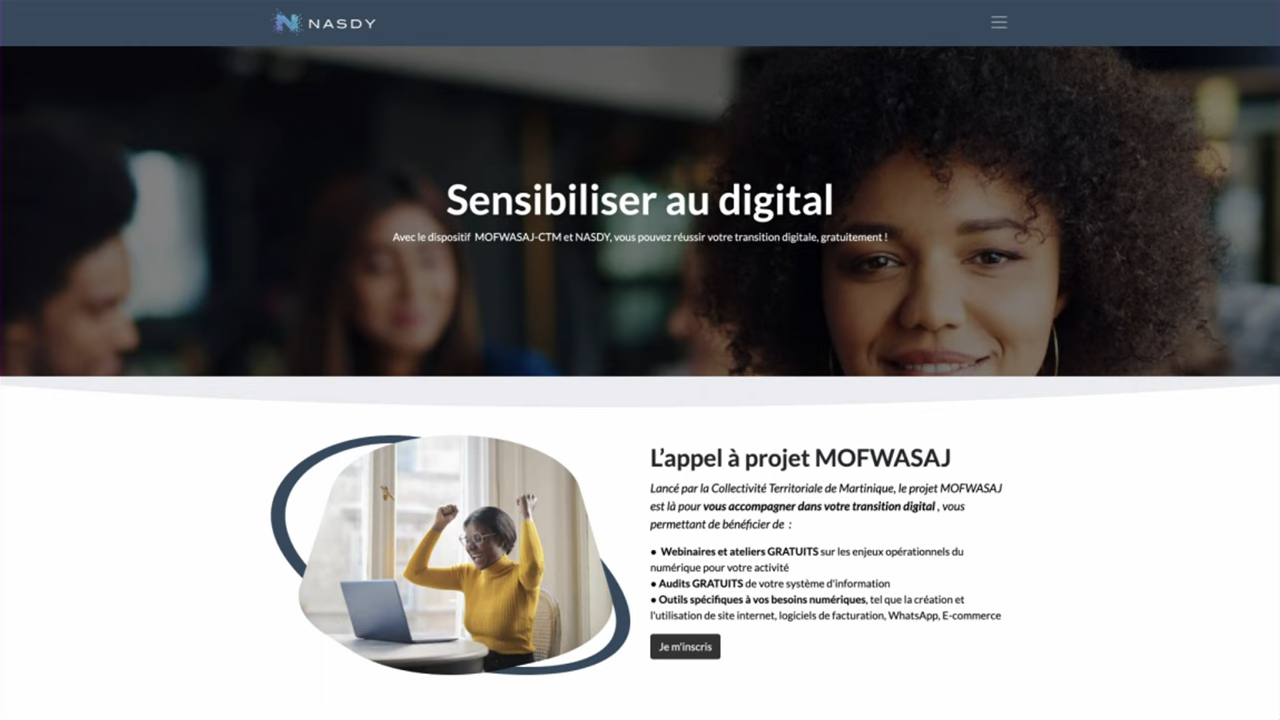 NASDY
Sensibiliser au digital
Avec le dispositif MOFWASAJ-CTM et NASDY, vous pouvez réussir votre transition digitale, gratuitement !
L’appel à projet MOFWASAJ
Lancé par la Collectivité Territoriale de Martinique, le projet MOFWASAJ
est là pour vous accompagner dans votre transition digital , vous
permettant de bénéficier de :
● Webinaires et ateliers GRATUITS sur les enjeux opérationnels du
numérique pour votre activité
● Audits GRATUITS de votre système d'information
● Outils spécifiques à vos besoins numériques, tel que la création et
l'utilisation de site internet, logiciels de facturation, WhatsApp, E-commerce
Je m'inscris